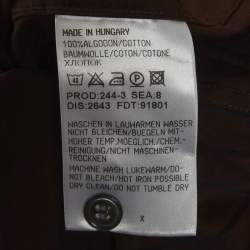 MADE IN HUNGARY
100%ALGODON/COTTON
BAUMWOLLE/COTON/COTONE
ХЛОПОК
40
PROD:244-3 SEA:8
DIS:2643 FDT:91801
WASCHEN IN LAUWARMEN WASSER
NICHT BLEICHEN/BUEGELN MIT-
HOHER TEMP.MOEGLICH./CHEM.-
REINIGUNG/NICHT MASCHINEN-
TROCKNEN
MACHINE WASH LUKEWARM/DO-
NOT BLEACH/HOT IRON POSSIBLE
DRY CLEAN/DO NOT TUMBLE DRY
X